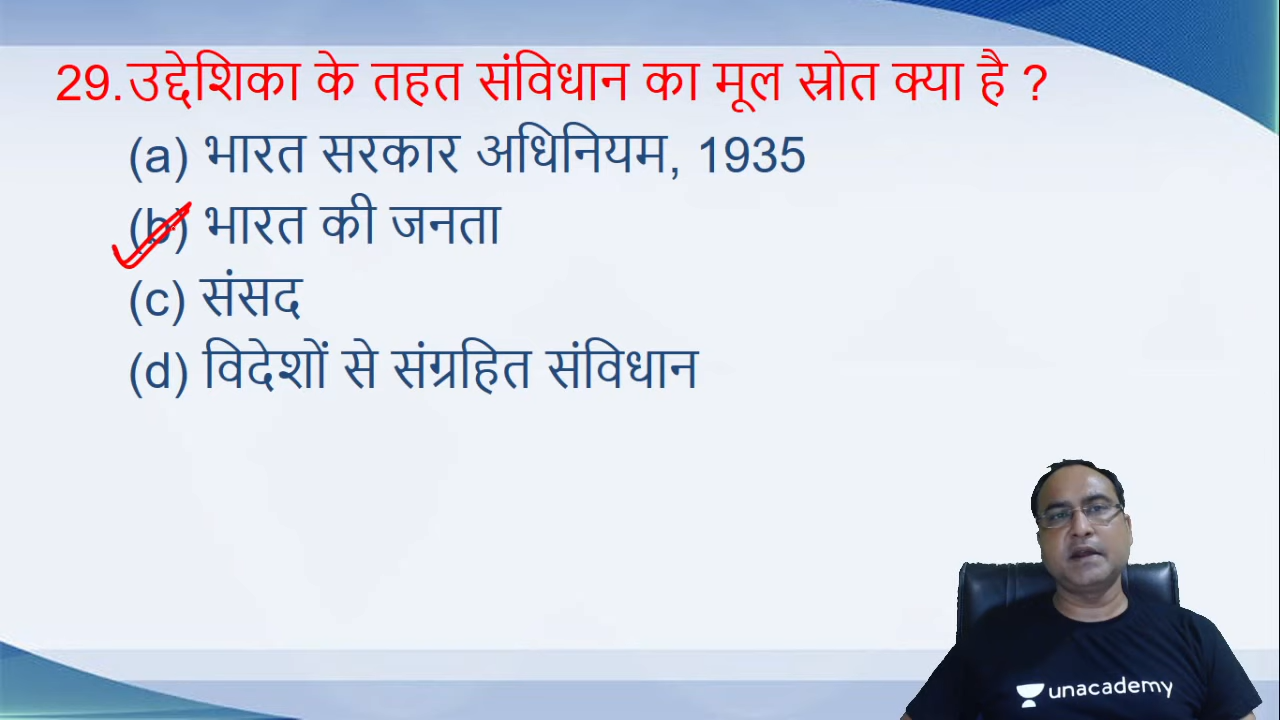 29. उद्देशिका के तहत संविधान का मूल स्रोत क्या है ?
(a) भारत सरकार अधिनियम, 1935
(b) भारत की जनता
(c) संसद
(d) विदेशों से संग्रहित संविधान
unacademy